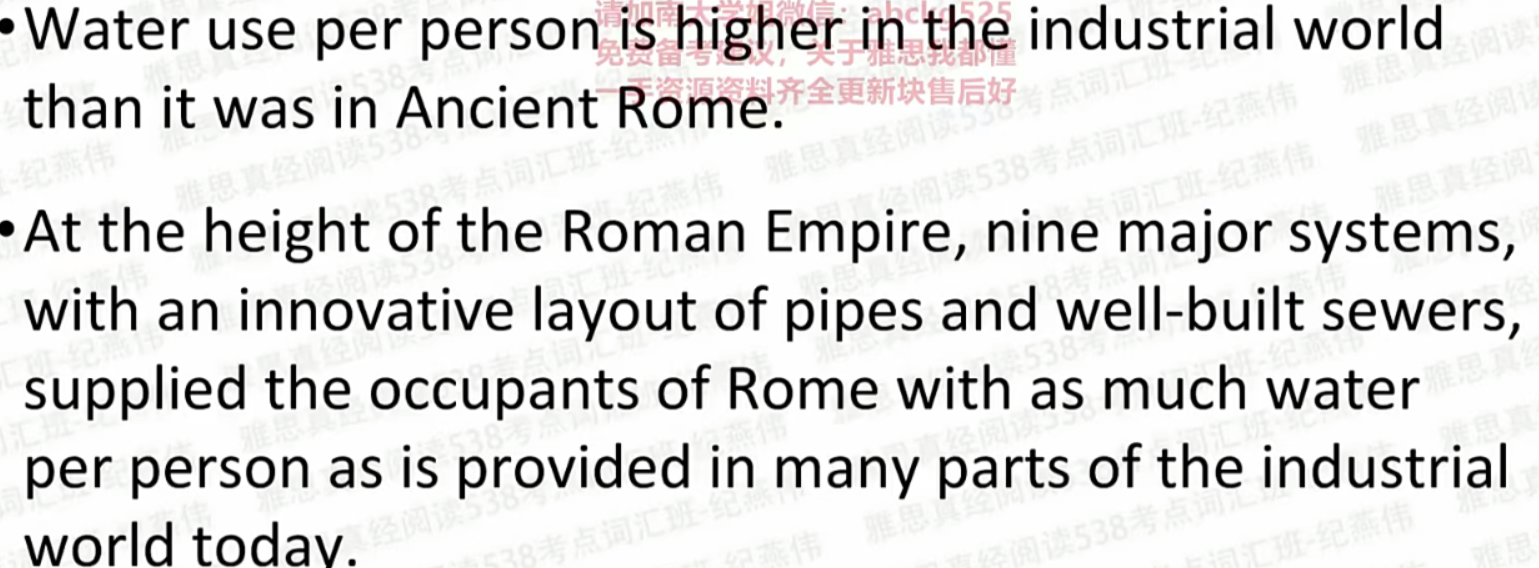 请加南大学姐微信：abckg525
•Water use per person is higher in the industrial world
免费备考建议，关于雅思我都懂
一手资源资料齐全更新块售后好
than it was in Ancient Rome.
•At the height of the Roman Empire, nine major systems,
with an innovative layout of pipes and well-built sewers,
supplied the occupants of Rome with as much water
per person as is provided in many parts of the industrial
world today.
雅思真经阅读538考点词汇班-纪燕伟